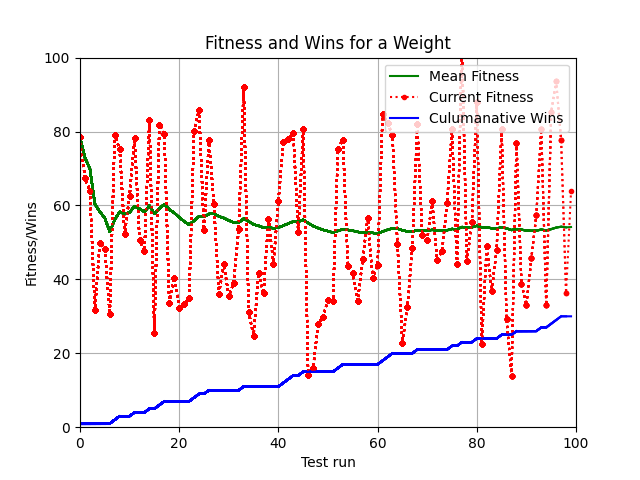 Fitness and Wins for a Weight
Mean Fitness
Current Fitness
Culumanative Wins
Fitness/Wins
100
80
60
40
20
0
0 20 40 60 80 100
Test run